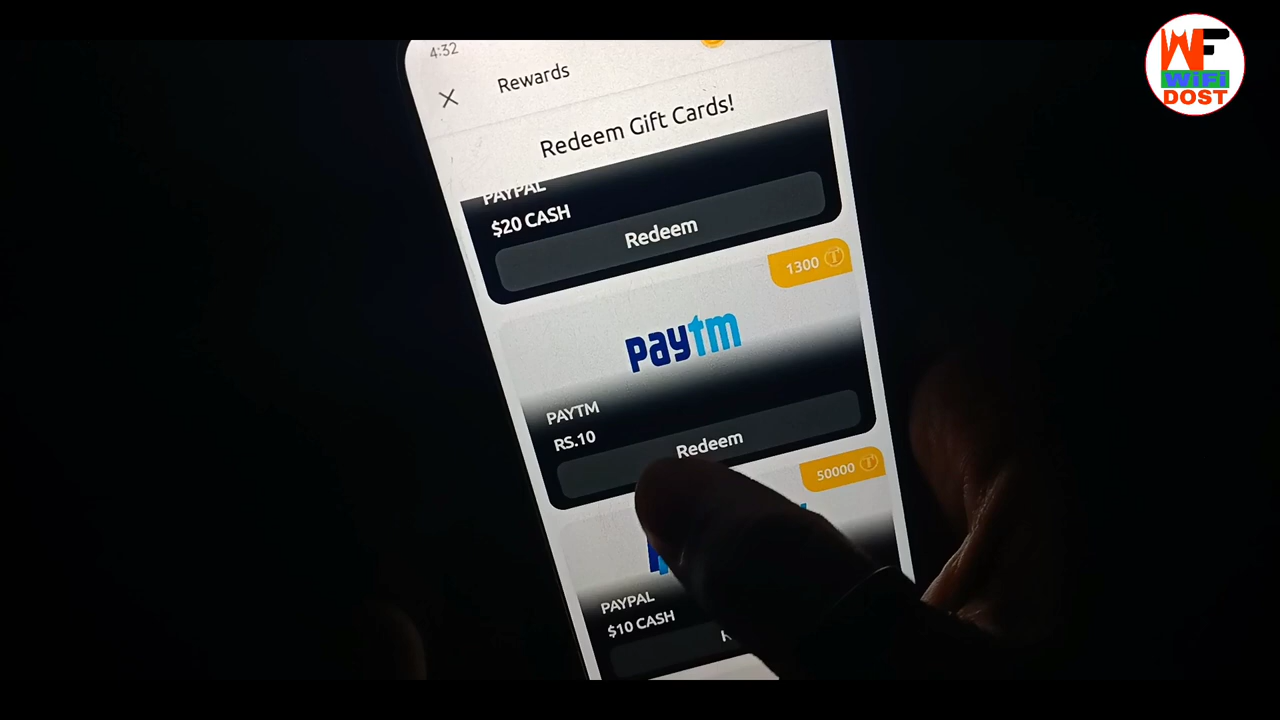 4:32
Rewards
Redeem Gift Cards!
PAYPAL
$20 CASH
Redeem
1300
paytm
PAYTM
RS.10
Redeem
50000
PAYPAL
$10 CASH
WF
WiFi
DOST